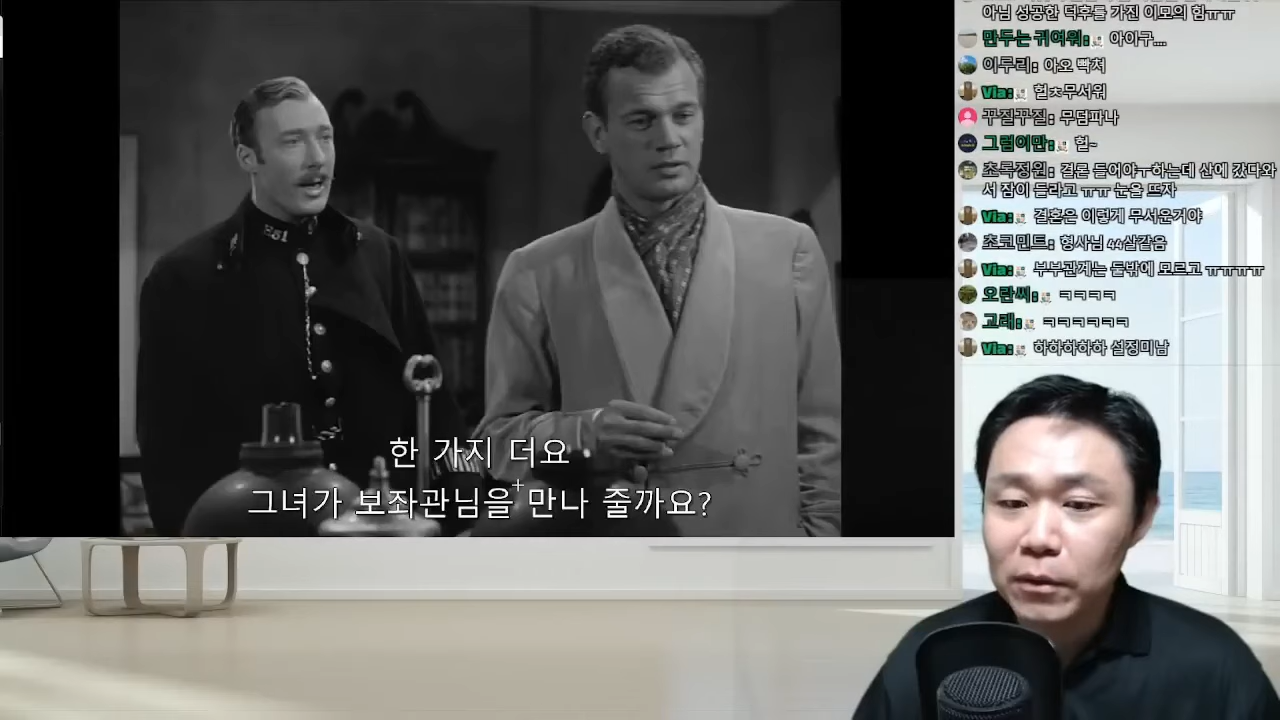 아님 성공한 덕후들 가진 이모의 힘ㅠㅠ
만두는귀여워: 아이구....
이루리: 아오 빡쳐
Via: 헐ㅊ무서워
꾸질꾸질: 무덤파나
그럼이만: 헐~
초록정원: 결론 들어야ㅜ하는데 산에 갔다와
서 잠이 들라고 ㅠㅠ 눈을 뜨자
Via: 결혼은 이런게 무서운거야
초코민트: 형사님 44살같음
Via: 부부관계는 둘밖에 모르고 ㅠㅠㅠㅠ
오란씨: ㅋㅋㅋㅋ
고래: ㅋㅋㅋㅋㅋㅋ
Via: 하하하하하 설정미남
한 가지 더요
그녀가 보좌관님을 만나 줄까요?